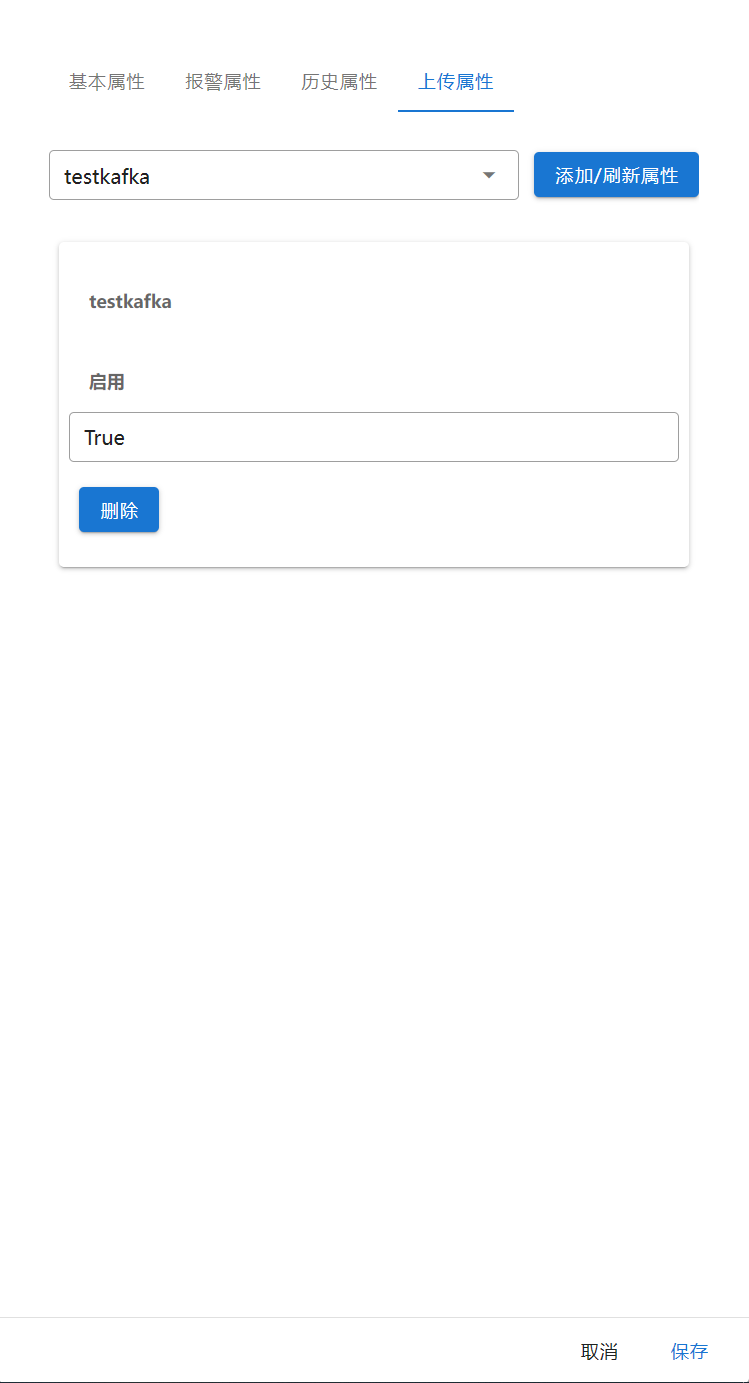 基本属性 报警属性 历史属性 上传属性
testkafka 添加/刷新属性
testkafka
启用
True
删除
取消 保存